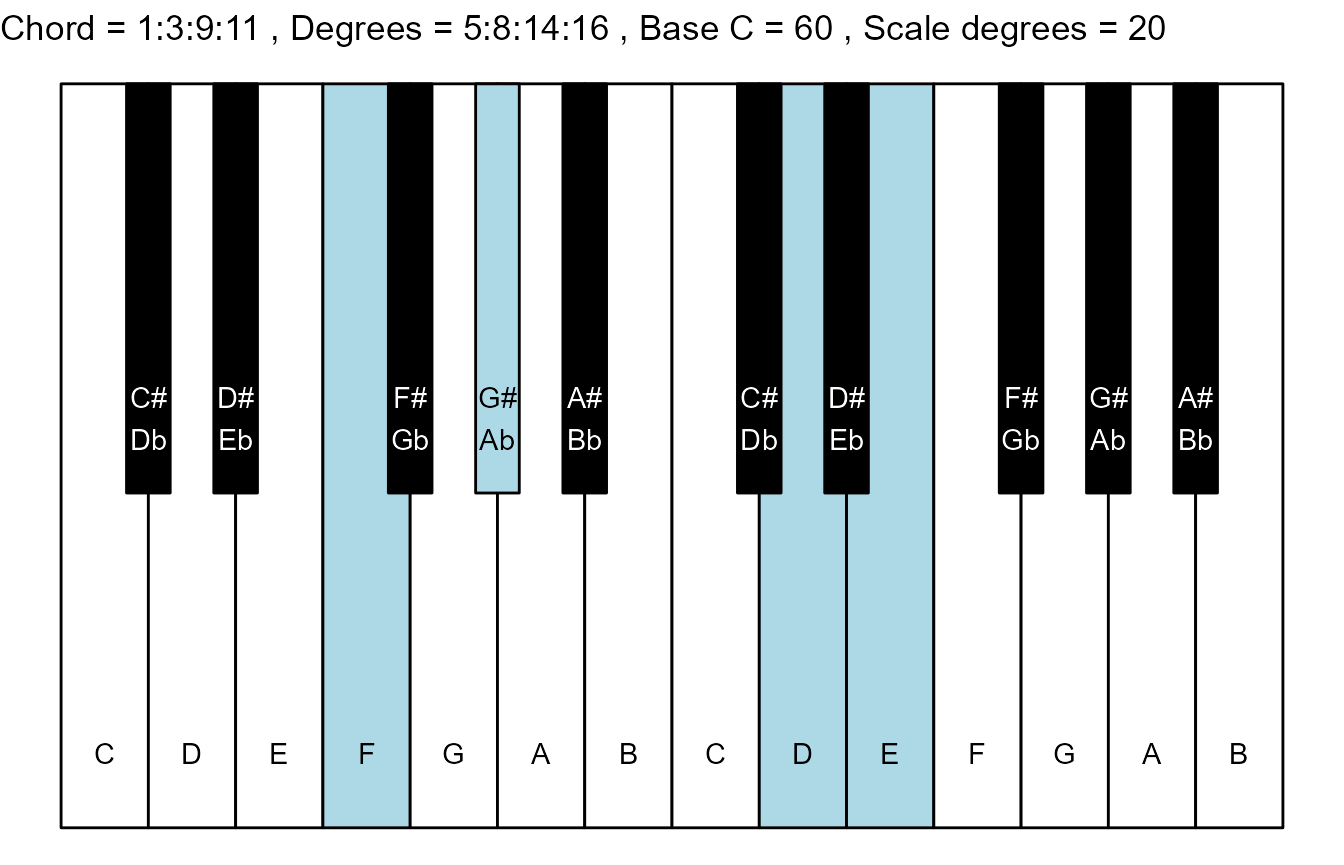 Chord = 1:3:9:11 , Degrees = 5:8:14:16 , Base C = 60 , Scale degrees = 20
C# D# F# G# A# C# D# F# G# A#
Db Eb Gb Ab Bb Db Eb Gb Ab Bb
C D E F G A B C D E F G A B